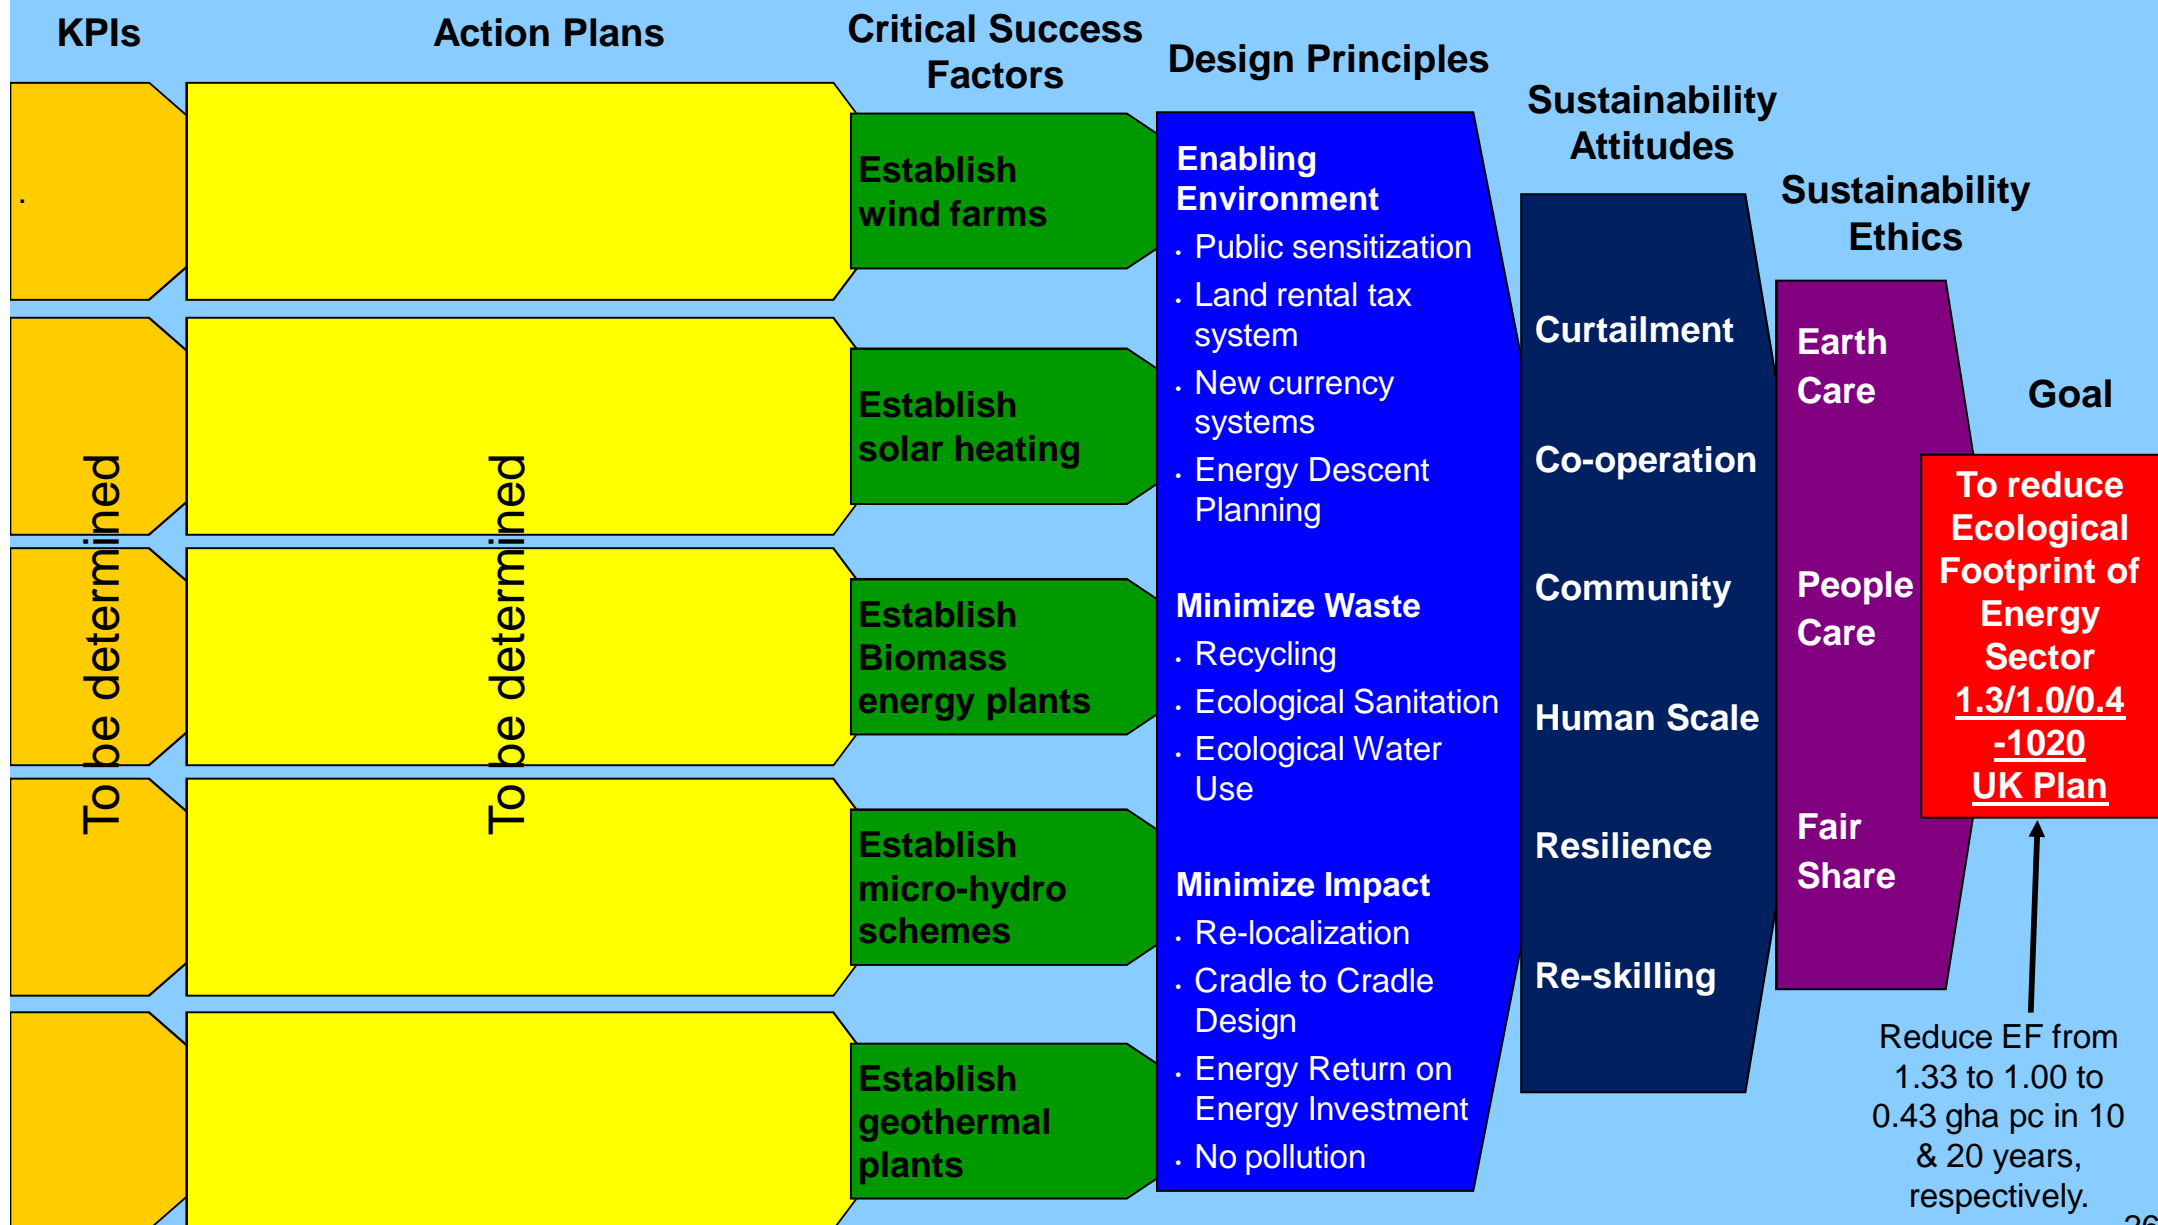 KPIs
Action Plans
Critical Success
Factors
Design Principles
Sustainability
Attitudes
Sustainability
Ethics
Goal
.
To be determined
To be determined
Establish
wind farms
Establish
solar heating
Establish
Biomass
energy plants
Establish
micro-hydro
schemes
Establish
geothermal
plants
Enabling
Environment
• Public sensitization
• Land rental tax
system
• New currency
systems
• Energy Descent
Planning
Minimize Waste
• Recycling
• Ecological Sanitation
• Ecological Water
Use
Minimize Impact
• Re-localization
• Cradle to Cradle
Design
• Energy Return on
Energy Investment
• No pollution
Curtailment
Co-operation
Community
Human Scale
Resilience
Re-skilling
Earth
Care
People
Care
Fair
Share
To reduce
Ecological
Footprint of
Energy
Sector
1.3/1.0/0.4
-1020
UK Plan
Reduce EF from
1.33 to 1.00 to
0.43 gha pc in 10
& 20 years,
respectively.